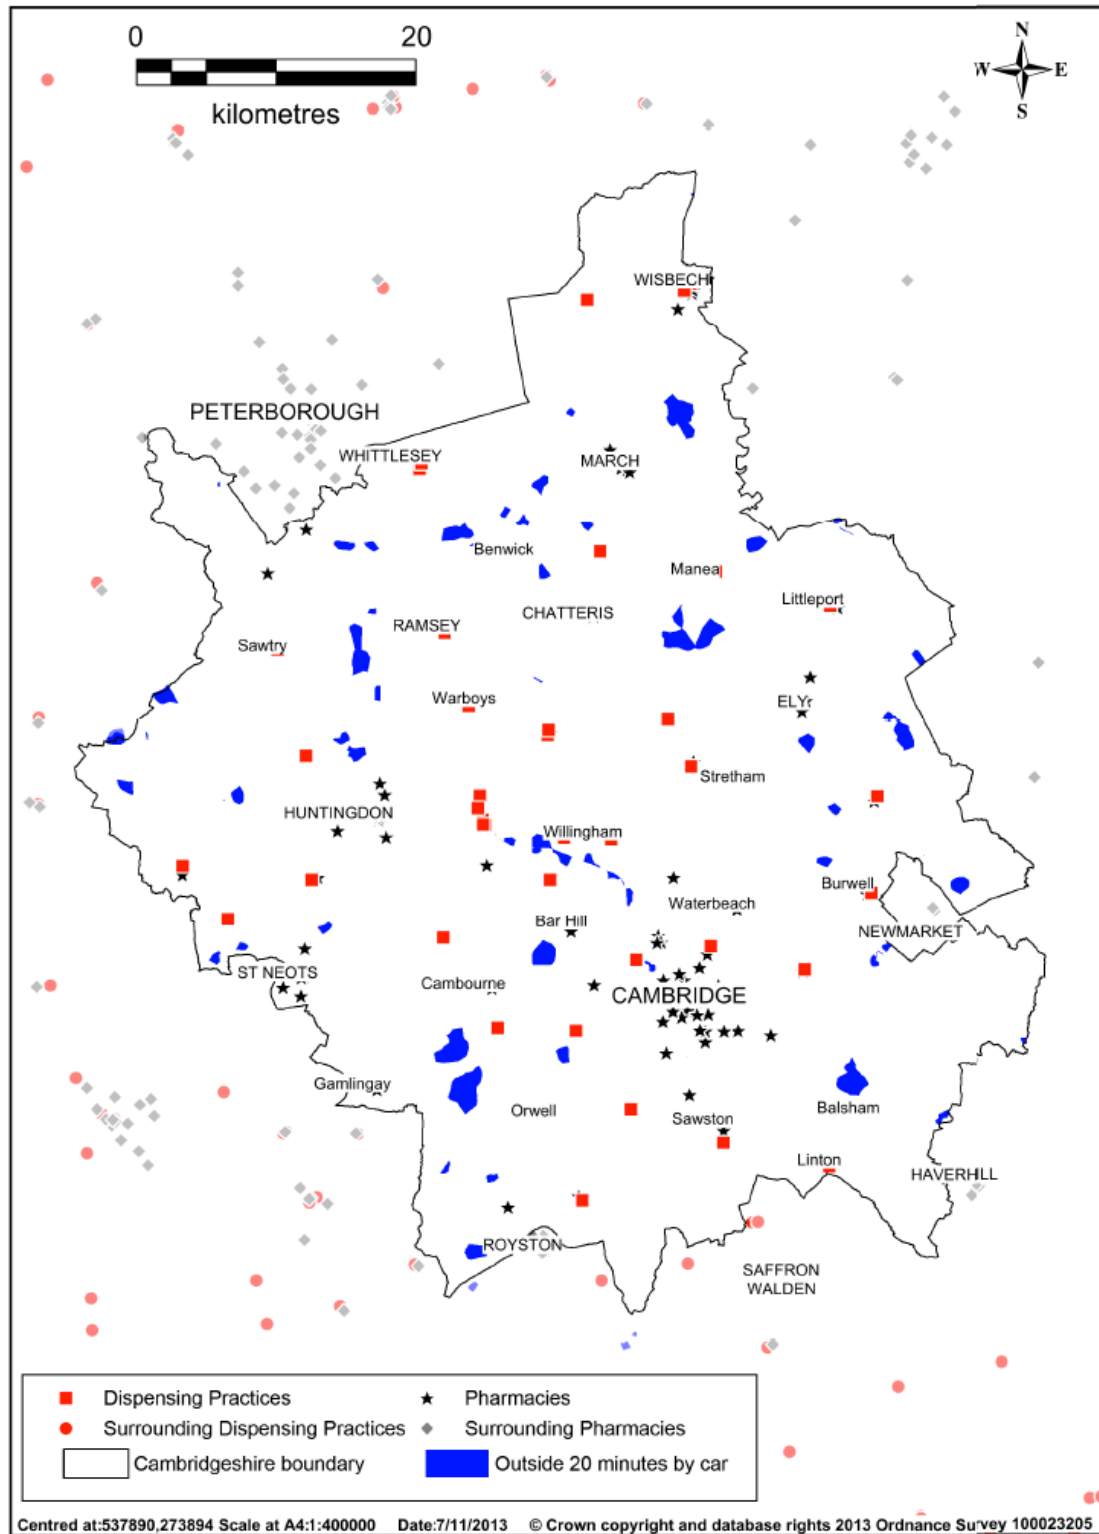 0 20
kilometres
N
W E
S
WISBECH
PETERBOROUGH
WHITTLESEY
MARCH
Benwick
Manea
Littleport
CHATTERIS
RAMSEY
Sawtry
Warboys
ELY
Stretham
HUNTINGDON
Willingham
Burwell
Waterbeach
Bar Hill
NEWMARKET
ST NEOTS
Cambourne
CAMBRIDGE
Gamlingay
Orwell
Balsham
Sawston
Linton
HAVERHILL
ROYSTON
SAFFRON
WALDEN
Dispensing Practices Pharmacies
Surrounding Dispensing Practices Surrounding Pharmacies
Cambridgeshire boundary Outside 20 minutes by car
Centred at:537890,273894 Scale at A4:1:400000 Date:7/11/2013 © Crown copyright and database rights 2013 Ordnance Survey 100023205